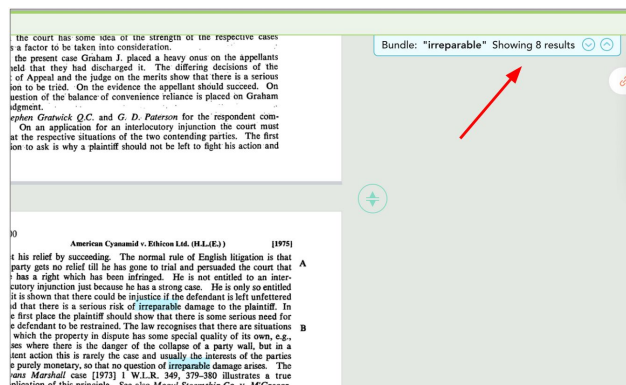 the court has some idea of the strength of the respective cases
s a factor to be taken into consideration.
the present case Graham J. placed a heavy onus on the appellants
held that they had discharged it. The differing decisions of the
of Appeal and the judge on the merits show that there is a serious
ion to be tried. On the evidence the appellant should succeed. On
question of the balance of convenience reliance is placed on Graham
dgment.
ephen Gratwick Q.C. and G. D. Paterson for the respondent com-
On an application for an interlocutory injunction the court must
at the respective situations of the two contending parties. The first
ion to ask is why a plaintiff should not be left to fight his action and
Bundle: "irreparable" Showing 8 results
00
American Cyanamid v. Ethicon Ltd. (H.L.(E.) ) [1975]
t his relief by succeeding. The normal rule of English litigation is that
party gets no relief till he has gone to trial and persuaded the court that A
has a right which has been infringed. He is not entitled to an inter-
cutory injunction just because he has a strong case. He is only so entitled
it is shown that there could be injustice if the defendant is left unfettered
d that there is a serious risk of irreparable damage to the plaintiff. In
e first place the plaintiff should show that there is some serious need for
e defendant to be restrained. The law recognises that there are situations B
which the property in dispute has some special quality of its own, e.g.,
ses where there is the danger of the collapse of a party wall, but in a
tent action this is rarely the case and usually the interests of the parties
e purely monetary, so that no question of irreparable damage arises. The
vans Marshall case [1973] 1 W.L.R. 349, 379–380 illustrates a true
plication of this principle. See also Mogul Steamship Co. v. McGregor,